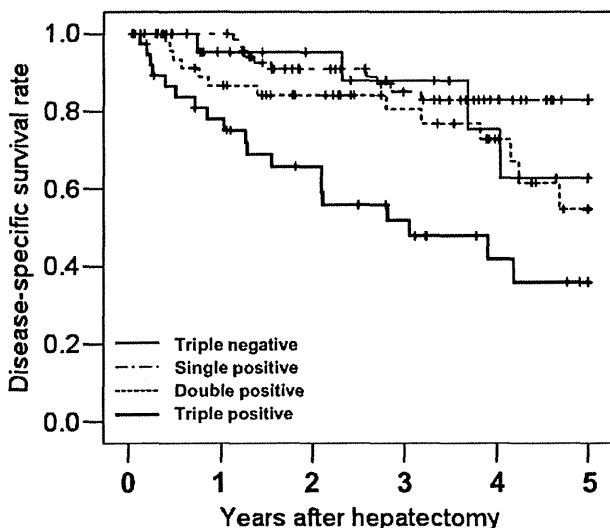 Disease-specific survival rate
1.0
0.8
0.6
0.4
0.2
0.0
Triple negative
Single positive
Double positive
Triple positive
0 1 2 3 4 5
Years after hepatectomy